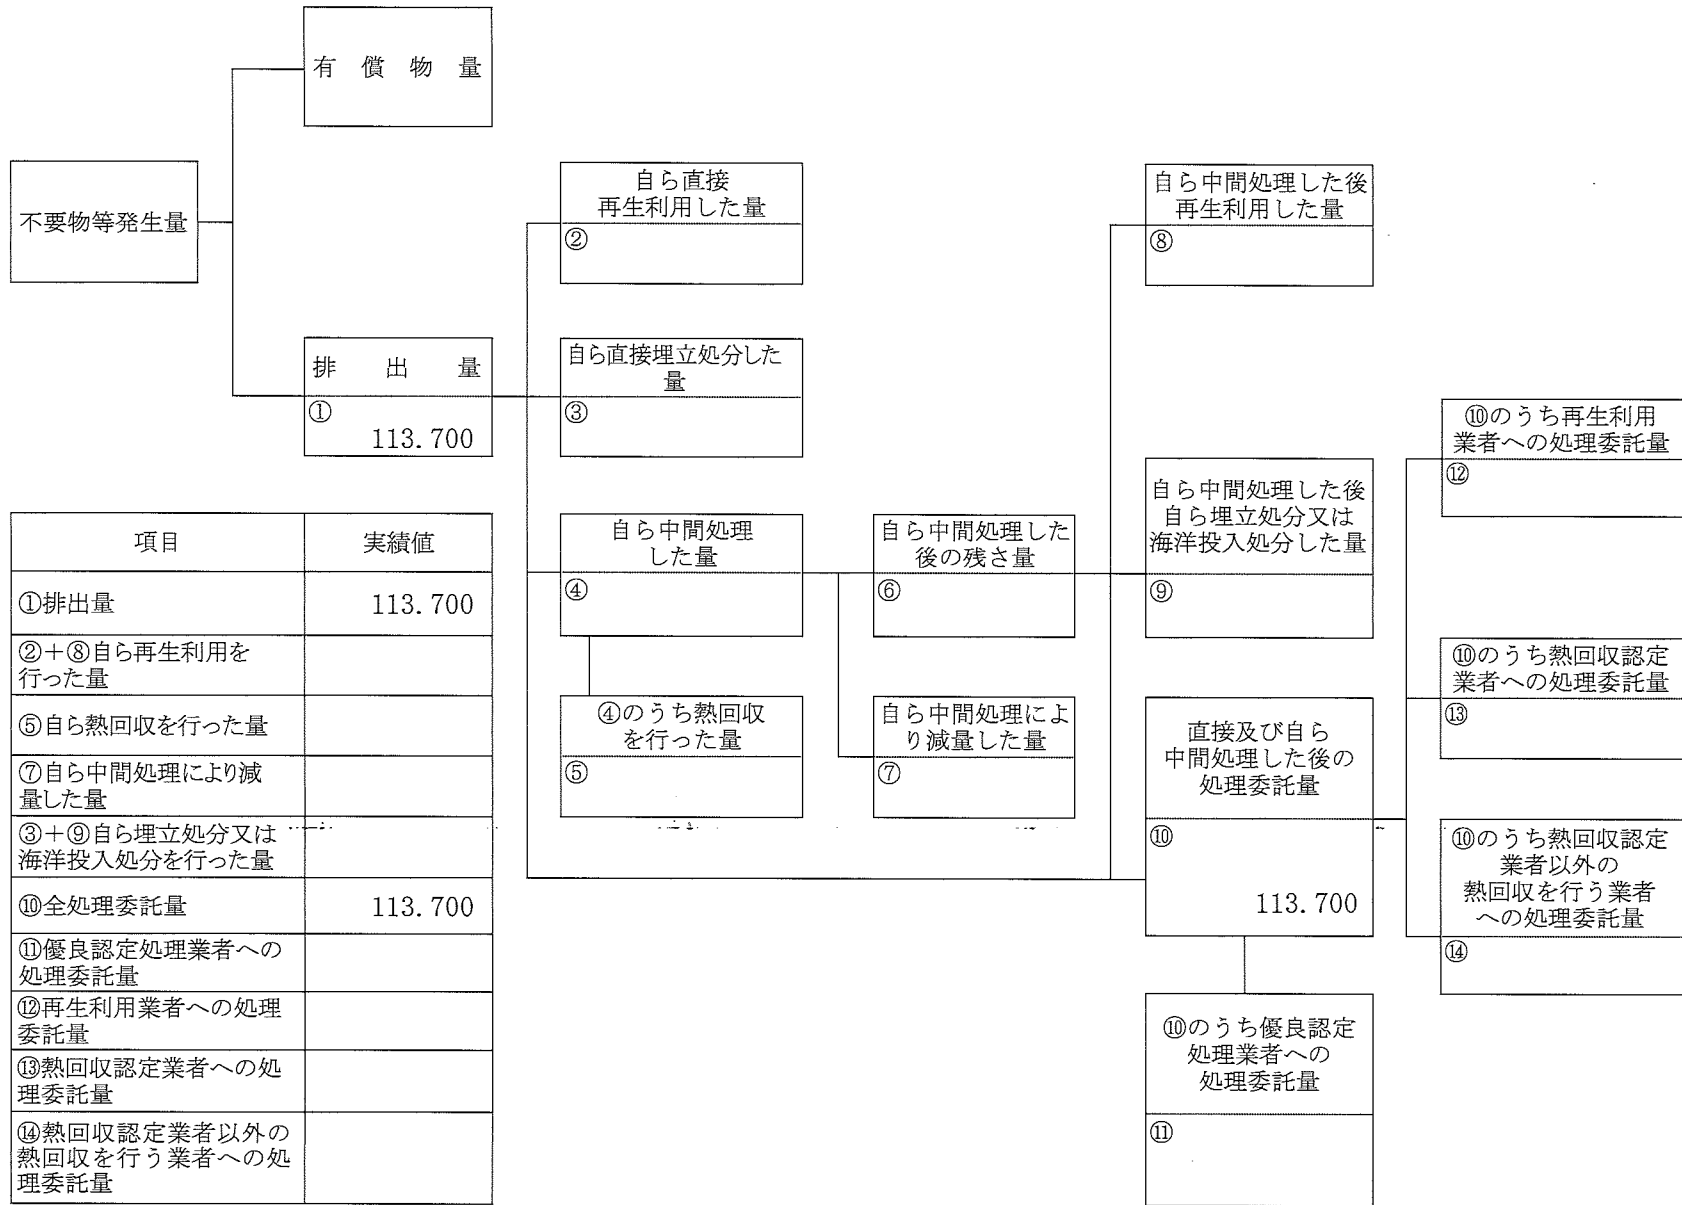 有償物量
不要物等発生量
自ら直接
再生利用した量
②
自ら中間処理した後
再生利用した量
⑧
排出量
①
113.700
自ら直接埋立処分した
量
③
⑩のうち再生利用
業者への処理委託量
⑫
自ら中間処理した後
自ら埋立処分又は
海洋投入処分した量
⑨
自ら中間処理
した量
④
自ら中間処理した
後の残さ量
⑥
⑩のうち熱回収認定
業者への処理委託量
⑬
④のうち熱回収
を行った量
⑤
自ら中間処理によ
り減量した量
⑦
直接及び自ら
中間処理した後の
処理委託量
⑩
113.700
⑩のうち熱回収認定
業者以外の
熱回収を行う業者
への処理委託量
⑭
⑩のうち優良認定
処理業者への
処理委託量
⑪
項目 実績値
①排出量 113.700
②+⑧自ら再生利用を
行った量
⑤自ら熱回収を行った量
⑦自ら中間処理により減
量した量
③+⑨自ら埋立処分又は
海洋投入処分を行った量
⑩全処理委託量 113.700
⑪優良認定処理業者への
処理委託量
⑫再生利用業者への処理
委託量
⑬熱回収認定業者への処
理委託量
⑭熱回収認定業者以外の
熱回収を行う業者への処
理委託量